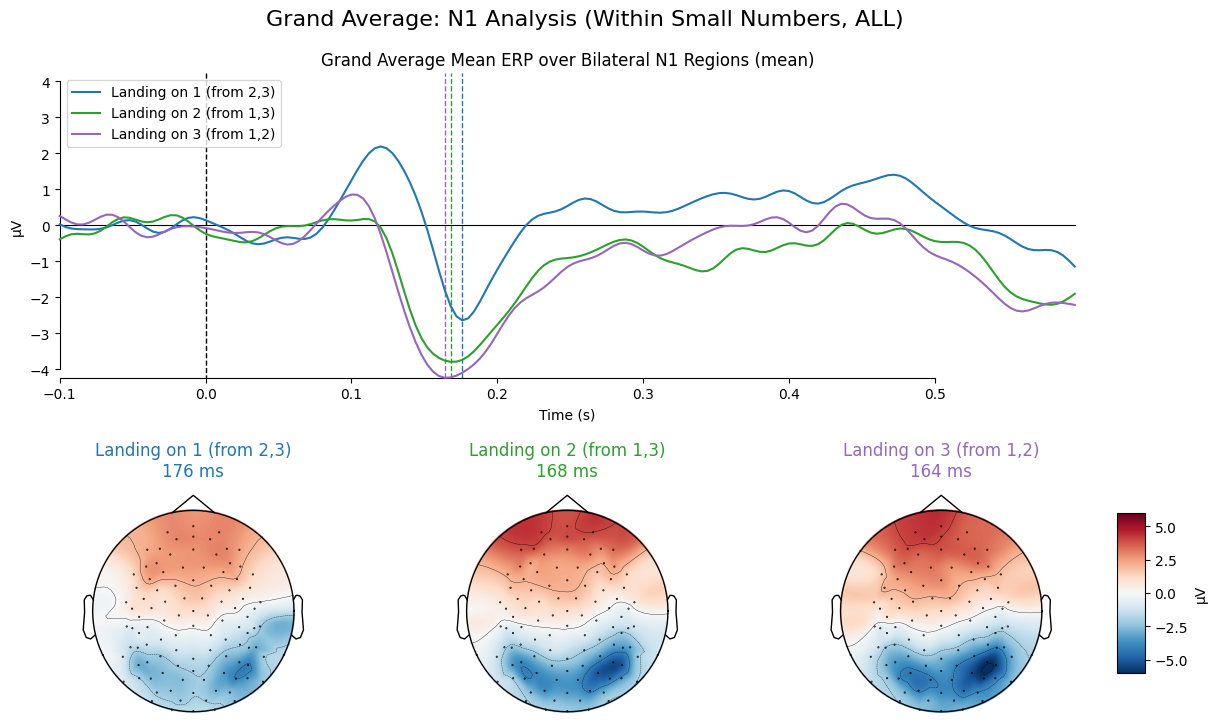 Grand Average: N1 Analysis (Within Small Numbers, ALL)
Grand Average Mean ERP over Bilateral N1 Regions (mean)
Landing on 1 (from 2,3)
Landing on 2 (from 1,3)
Landing on 3 (from 1,2)
µV
4
3
2
1
0
−1
−2
−3
−4
−0.1 0.0 0.1 0.2 0.3 0.4 0.5
Time (s)
Landing on 1 (from 2,3)
176 ms
Landing on 2 (from 1,3)
168 ms
Landing on 3 (from 1,2)
164 ms
5.0
2.5
0.0
−2.5
−5.0
µV